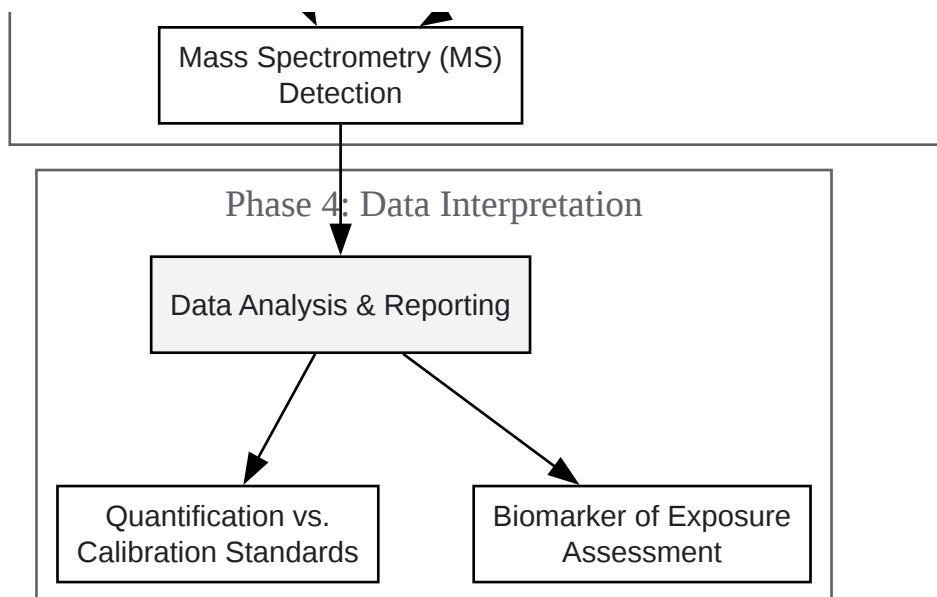 Mass Spectrometry (MS)
Detection
Phase 4: Data Interpretation
Data Analysis & Reporting
Quantification vs.
Calibration Standards
Biomarker of Exposure
Assessment